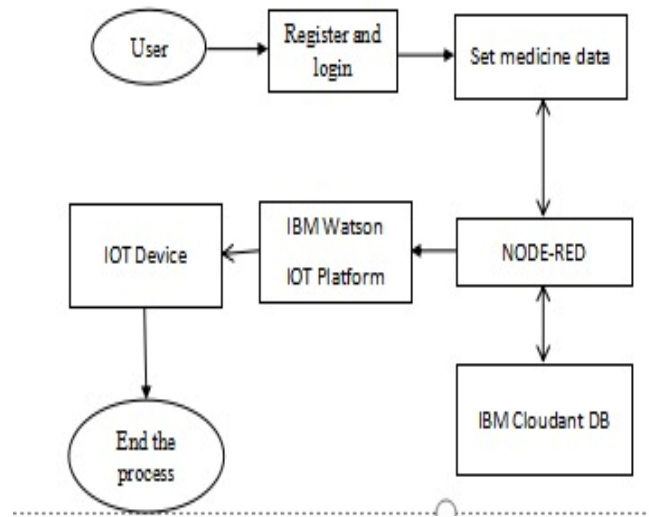 User
Register and
login
Set medicine data
IOT Device
IBM Watson
IOT Platform
NODE-RED
End the
process
IBM Cloudant DB